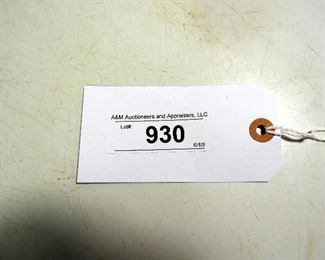 A&M Auctioneers and Appraisers, LLC
Lot#:
930